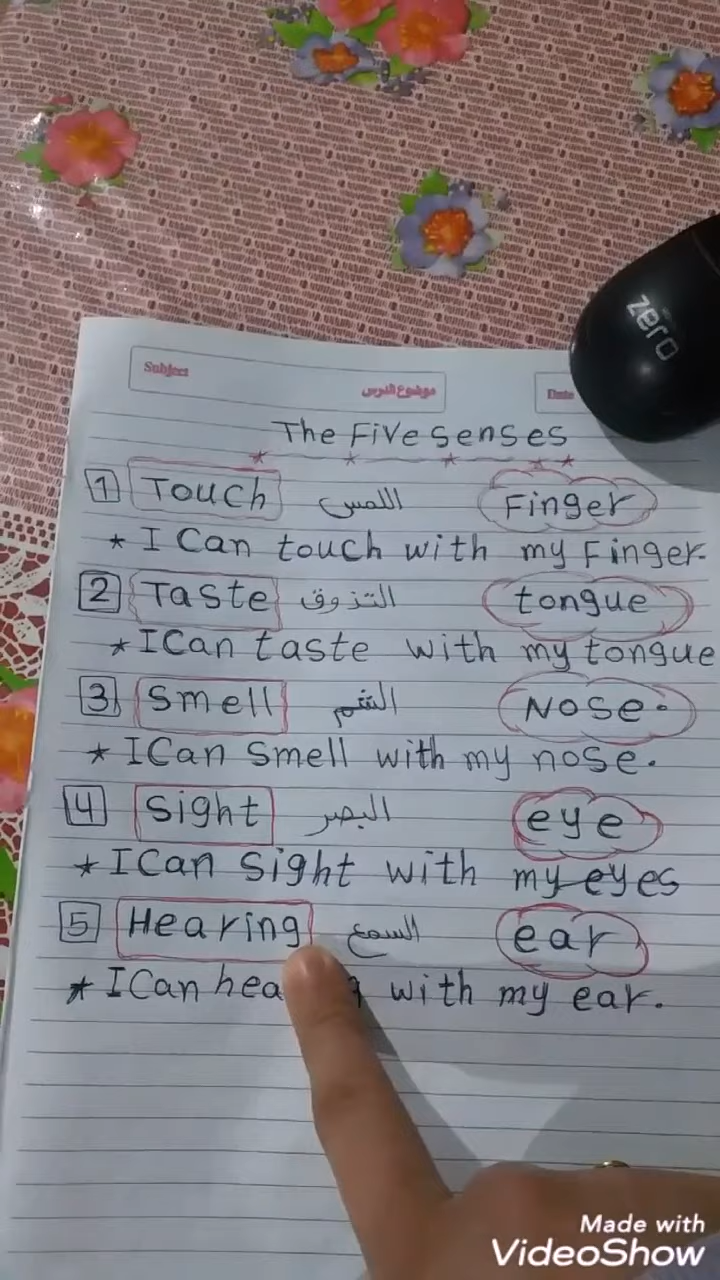 zero
Subject موضوع الدرس Date
The Five Senses
1 Touch اللمس Finger
* I Can touch with my Finger.
2 Taste التذوق tongue
* I Can taste with my tongue
3 Smell الشم Nose.
* I Can Smell with my nose.
4 Sight البصر eye
* I Can Sight with my eyes
5 Hearing السمع ear
* I Can with my ear.
Made with
VideoShow